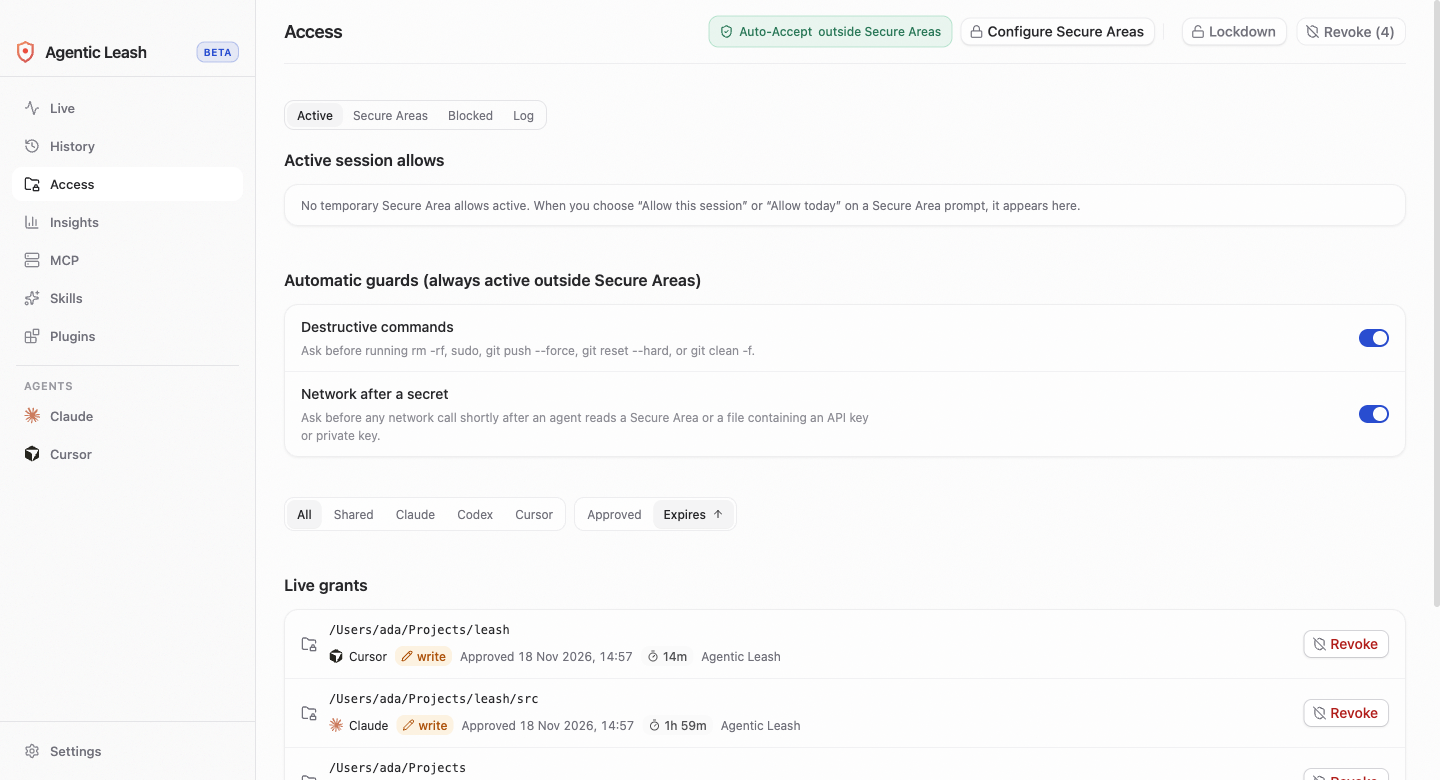 Agentic Leash BETA
Live
History
Access
Insights
MCP
Skills
Plugins
AGENTS
Claude
Cursor
Settings
Access
Auto-Accept outside Secure Areas
Configure Secure Areas
Lockdown
Revoke (4)
Active Secure Areas Blocked Log
Active session allows
No temporary Secure Area allows active. When you choose “Allow this session” or “Allow today” on a Secure Area prompt, it appears here.
Automatic guards (always active outside Secure Areas)
Destructive commands
Ask before running rm -rf, sudo, git push --force, git reset --hard, or git clean -f.
Network after a secret
Ask before any network call shortly after an agent reads a Secure Area or a file containing an API key
or private key.
All Shared Claude Codex Cursor Approved Expires ↑
Live grants
/Users/ada/Projects/leash
Cursor write Approved 18 Nov 2026, 14:57 14m Agentic Leash
Revoke
/Users/ada/Projects/leash/src
Claude write Approved 18 Nov 2026, 14:57 1h 59m Agentic Leash
Revoke
/Users/ada/Projects
Revoke